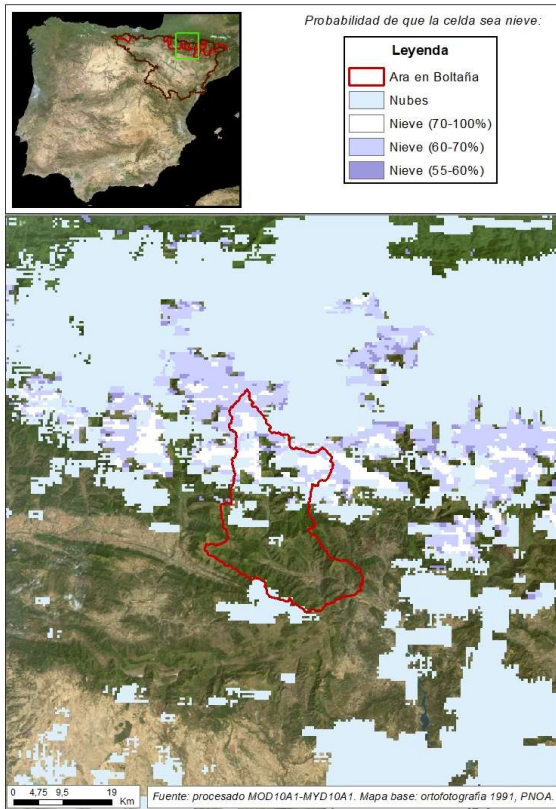 Probabilidad de que la celda sea nieve:
Leyenda
Ara en Boltaña
Nubes
Nieve (70-100%)
Nieve (60-70%)
Nieve (55-60%)
0 4,75 9,5 19
Km
Fuente: procesado MOD10A1-MYD10A1. Mapa base: ortofotografía 1991, PNOA.